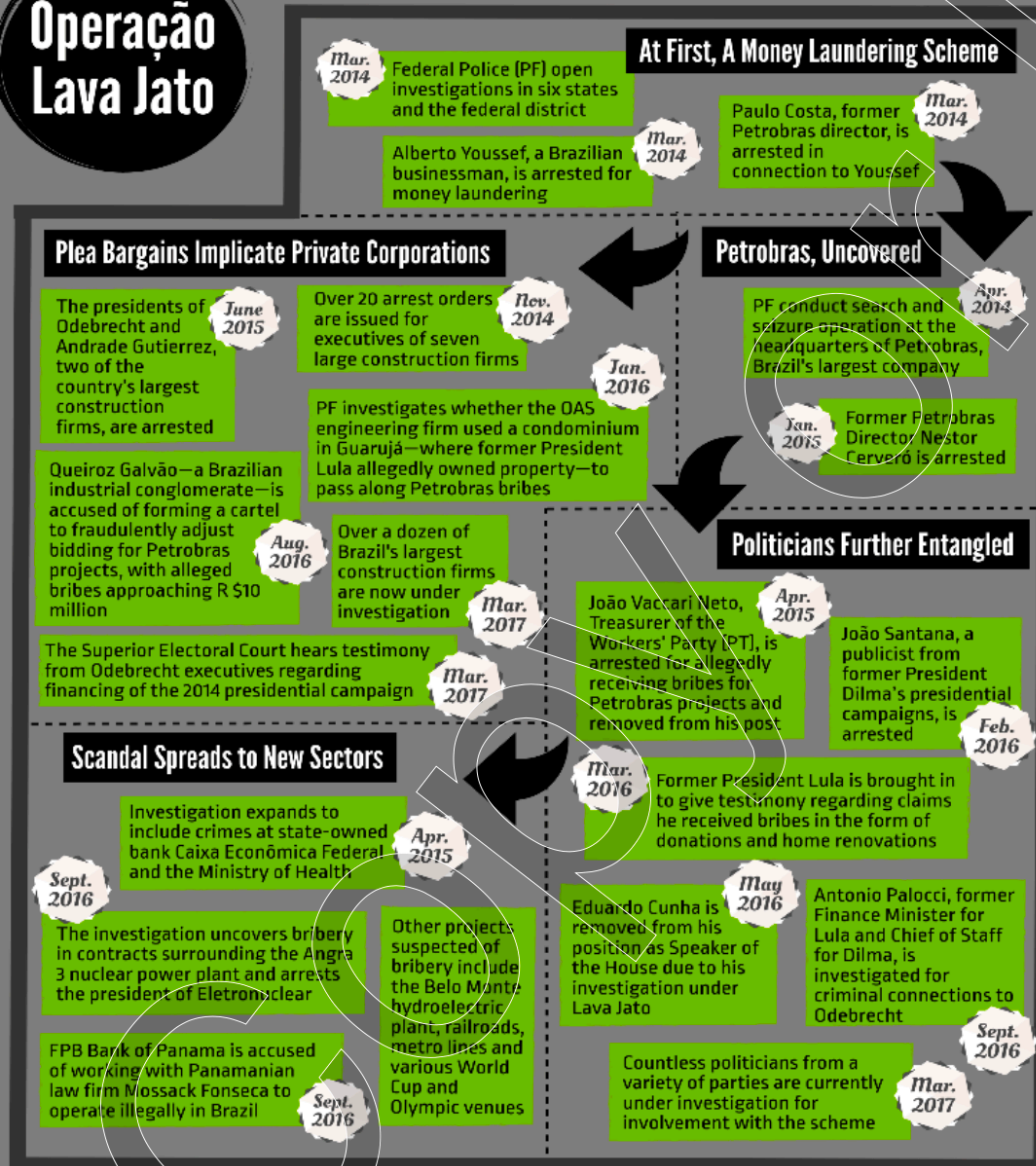 Operação
Lava Jato
At First, A Money Laundering Scheme
Mar.
2014
Federal Police (PF) open
investigations in six states
and the federal district
Mar.
2014
Alberto Youssef, a Brazilian
businessman, is arrested for
money laundering
Mar.
2014
Paulo Costa, former
Petrobras director, is
arrested in
connection to Youssef
Plea Bargains Implicate Private Corporations
The presidents of
Odebrecht and
Andrade Gutierrez,
two of the
country's largest
construction
firms, are arrested
June
2015
Over 20 arrest orders
are issued for
executives of seven
large construction firms
Nov.
2014
Jan.
2016
PF investigates whether the OAS
engineering firm used a condominium
in Guarujá—where former President
Lula allegedly owned property—to
pass along Petrobras bribes
Queiroz Galvão—a Brazilian
industrial conglomerate—is
accused of forming a cartel
to fraudulently adjust
bidding for Petrobras
projects, with alleged
bribes approaching R $10
million
Aug.
2016
Over a dozen of
Brazil's largest
construction firms
are now under
investigation
Mar.
2017
The Superior Electoral Court hears testimony
from Odebrecht executives regarding
financing of the 2014 presidential campaign
Mar.
2017
Petrobras, Uncovered
Apr.
2014
PF conduct search and
seizure operation at the
headquarters of Petrobras,
Brazil's largest company
Jan.
2015
Former Petrobras
Director Nestor
Cerveró is arrested
Politicians Further Entangled
João Vaccari Neto,
Treasurer of the
Workers' Party [PT], is
arrested for allegedly
receiving bribes for
Petrobras projects and
removed from his post
Apr.
2015
João Santana, a
publicist from
former President
Dilma's presidential
campaigns, is
arrested
Feb.
2016
Mar.
2016
Former President Lula is brought in
to give testimony regarding claims
he received bribes in the form of
donations and home renovations
May
2016
Eduardo Cunha is
removed from his
position as Speaker of
the House due to his
investigation under
Lava Jato
Antonio Palocci, former
Finance Minister for
Lula and Chief of Staff
for Dilma, is
investigated for
criminal connections to
Odebrecht
Sept.
2016
Countless politicians from a
variety of parties are currently
under investigation for
involvement with the scheme
Mar.
2017
Scandal Spreads to New Sectors
Investigation expands to
include crimes at state-owned
bank Caixa Econômica Federal
and the Ministry of Health
Apr.
2015
Sept.
2016
The investigation uncovers bribery
in contracts surrounding the Angra
3 nuclear power plant and arrests
the president of Eletronuclear
FPB Bank of Panama is accused
of working with Panamanian
law firm Mossack Fonseca to
operate illegally in Brazil
Sept.
2016
Other projects
suspected of
bribery include
the Belo Monte
hydroelectric
plant, railroads,
metro lines and
various World
Cup and
Olympic venues